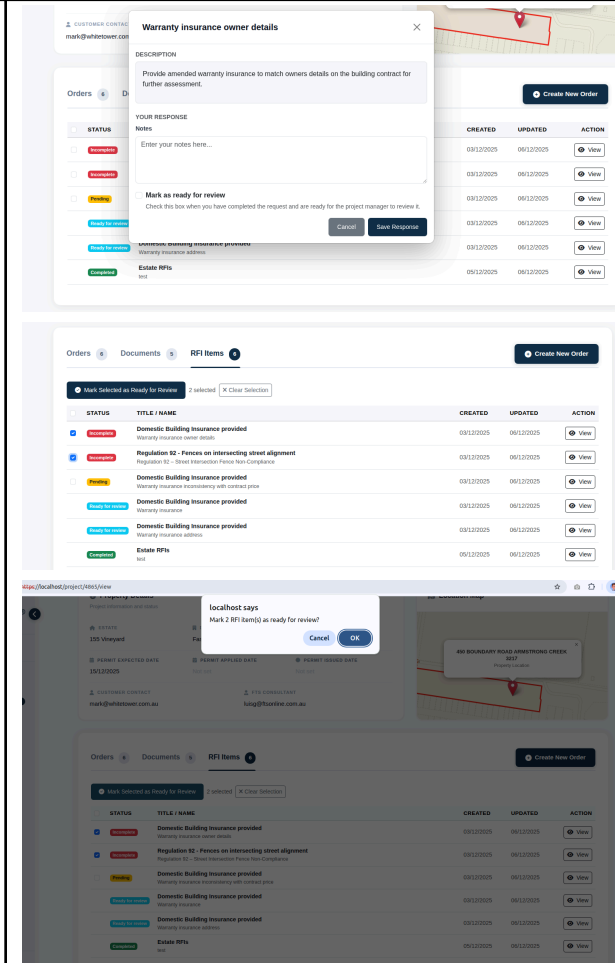 CUSTOMER CONTAC
mark@whitetower.com
Warranty insurance owner details
DESCRIPTION
Provide amended warranty insurance to match owners details on the building contract for
further assessment.
YOUR RESPONSE
Notes
Enter your notes here...
Mark as ready for review
Check this box when you have completed the request and are ready for the project manager to review it.
Cancel Save Response
Orders 6 D Create New Order
STATUS CREATED UPDATED ACTION
Incomplete 03/12/2025 06/12/2025 View
Incomplete 03/12/2025 06/12/2025 View
Pending 03/12/2025 06/12/2025 View
Ready for review 03/12/2025 06/12/2025 View
Ready for review Domestic Building Insurance provided 03/12/2025 06/12/2025 View
Warranty insurance address
Completed Estate RFIs 05/12/2025 06/12/2025 View
test
Orders 6 Documents 5 RFI Items 6 Create New Order
Mark Selected as Ready for Review 2 selected × Clear Selection
STATUS TITLE / NAME CREATED UPDATED ACTION
Incomplete Domestic Building Insurance provided 03/12/2025 06/12/2025 View
Warranty insurance owner details
Incomplete Regulation 92 - Fences on intersecting street alignment 03/12/2025 06/12/2025 View
Regulation 92 – Street Intersection Fence Non-Compliance
Pending Domestic Building Insurance provided 03/12/2025 06/12/2025 View
Warranty insurance inconsistency with contract price
Ready for review Domestic Building Insurance provided 03/12/2025 06/12/2025 View
Warranty insurance
Ready for review Domestic Building Insurance provided 03/12/2025 06/12/2025 View
Warranty insurance address
Completed Estate RFIs 05/12/2025 06/12/2025 View
test
https://localhost/project/4663/view
Property Details Location Map
Project information and status
localhost says
Mark 2 RFI item(s) as ready for review?
Cancel OK
ESTATE
155 Vineyard
PERMIT EXPECTED DATE PERMIT APPLIED DATE PERMIT ISSUED DATE
15/12/2025
CUSTOMER CONTACT FTS CONSULTANT
mark@whitetower.com.au tung@ftsonline.com.au
450 BOUNDARY ROAD ARMSTRONG CREEK
3217
Property Location
Orders 6 Documents RFI Items 6 Create New Order
Mark Selected as Ready for Review 2 selected × Clear Selection
STATUS TITLE / NAME CREATED UPDATED ACTION
Incomplete Domestic Building Insurance provided 03/12/2025 06/12/2025 View
Warranty insurance owner details
Incomplete Regulation 92 - Fences on intersecting street alignment 03/12/2025 06/12/2025 View
Regulation 92 – Street Intersection Fence Non-Compliance
Pending Domestic Building Insurance provided 03/12/2025 06/12/2025 View
Warranty insurance inconsistency with contract price
Ready for review Domestic Building Insurance provided 03/12/2025 06/12/2025 View
Warranty insurance
Ready for review Domestic Building Insurance provided 03/12/2025 06/12/2025 View
Warranty insurance address
Completed Estate RFIs 05/12/2025 06/12/2025 View
test